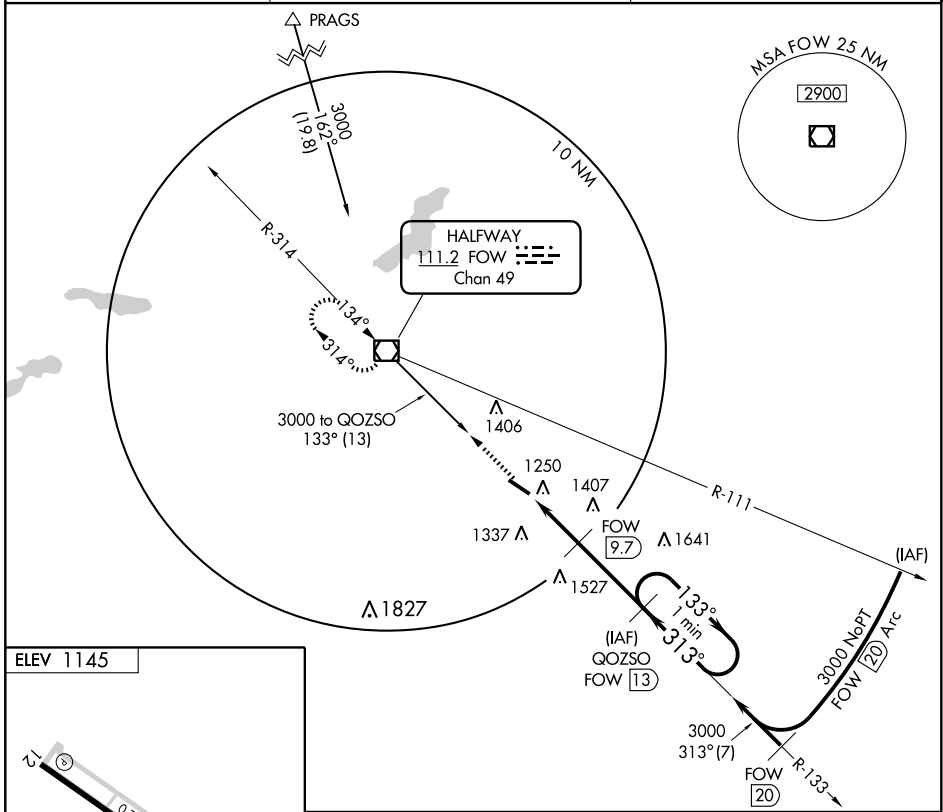 PRAGS
3000
162°
(19.8)
MSA FOW 25 NM
2900
10 NM
R-314
HALFWAY
111.2 FOW
Chan 49
134°
314°
3000 to QOZSO
133° (13)
1406
1250
1407
R-111
1337
FOW
9.7
1641
(IAF)
1527
1827
133°
1 min
313°
3000 NoPT
FOW 20 Arc
(IAF)
QOZSO
FOW 13
ELEV 1145
3000
313° (7)
FOW
20
R-133
12
P